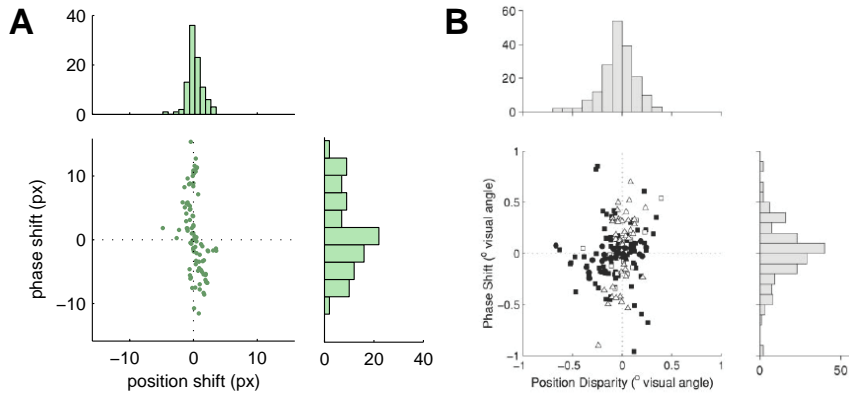 A
40
20
0
10
0
−10
phase shift (px)
−10 0 10
position shift (px)
0 20 40
B
60
40
20
0
1
0.5
0
−0.5
−1
Phase Shift (° visual angle)
−1 −0.5 0 0.5 1
Position Disparity (° visual angle)
0 50